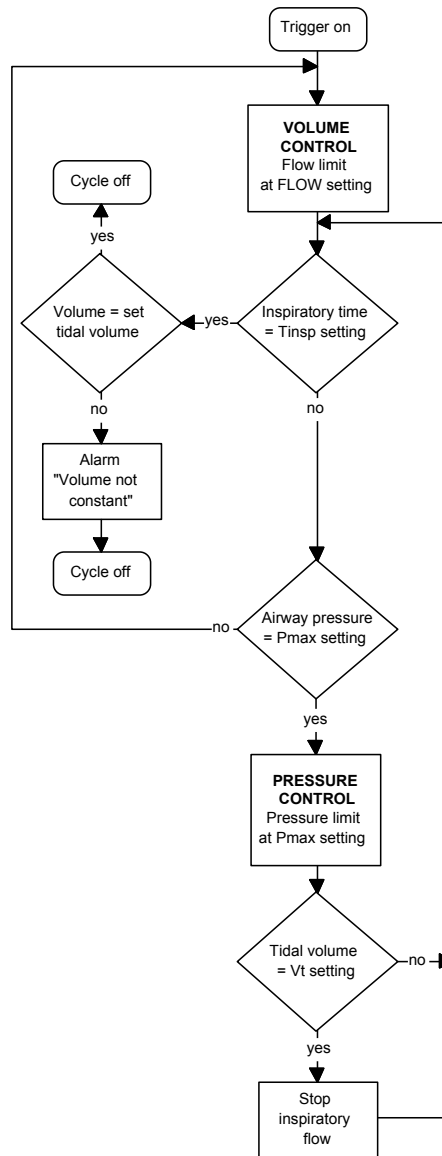 Trigger on
VOLUME
CONTROL
Flow limit
at FLOW setting
Cycle off
yes
Volume = set
tidal volume
yes
Inspiratory time
= Tinsp setting
no
no
Alarm
"Volume not
constant"
Cycle off
Airway pressure
= Pmax setting
no
yes
PRESSURE
CONTROL
Pressure limit
at Pmax setting
Tidal volume
= Vt setting
no
yes
Stop
inspiratory
flow